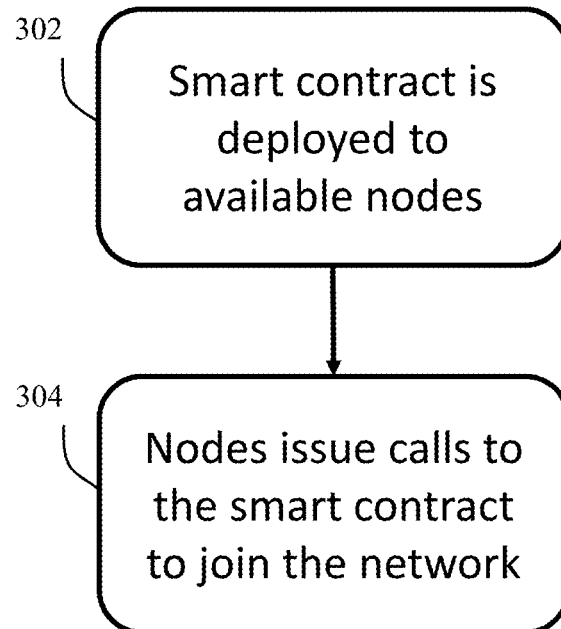 302
Smart contract is
deployed to
available nodes
304
Nodes issue calls to
the smart contract
to join the network